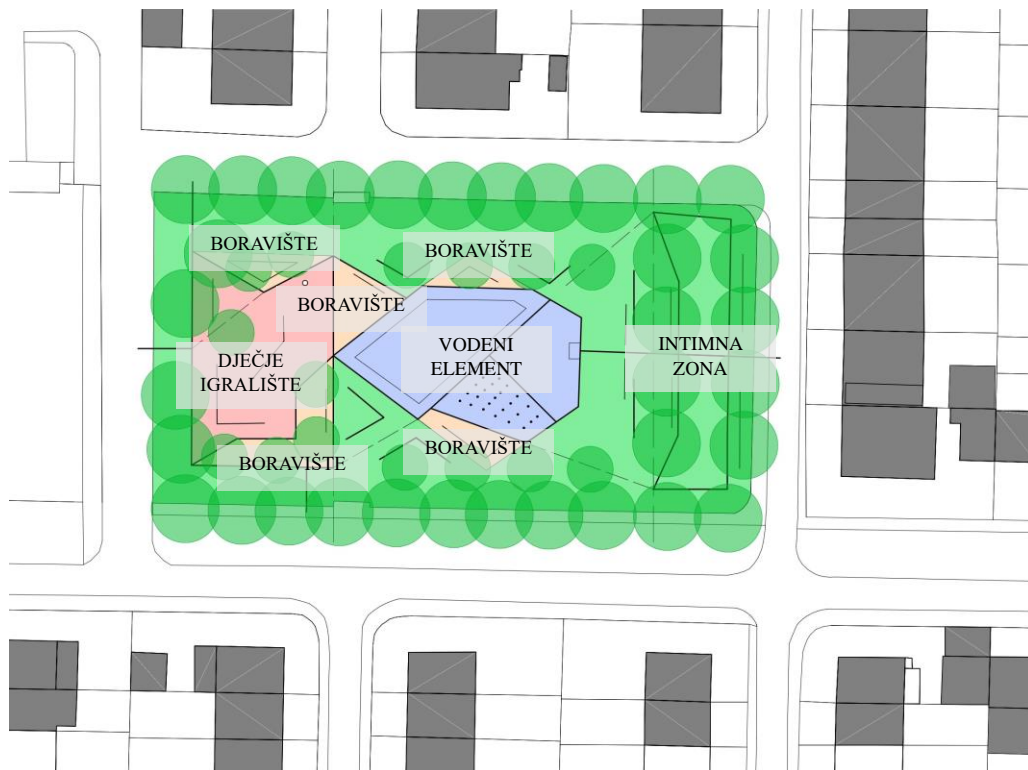 BORAVIŠTE
BORAVIŠTE
BORAVIŠTE
DJEČJE
IGRALIŠTE
VODENI
ELEMENT
INTIMNA
ZONA
BORAVIŠTE
BORAVIŠTE